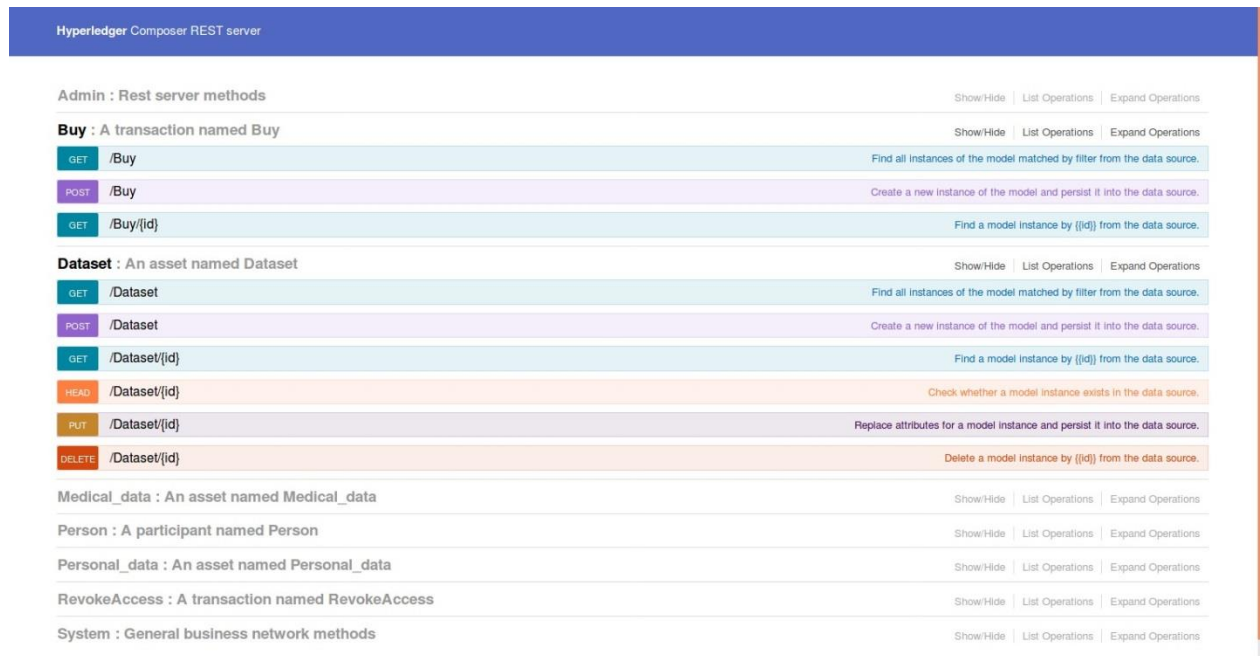 Hyperledger Composer REST server
Admin : Rest server methods Show/Hide List Operations Expand Operations
Buy : A transaction named Buy Show/Hide List Operations Expand Operations
GET /Buy Find all instances of the model matched by filter from the data source.
POST /Buy Create a new instance of the model and persist it into the data source.
GET /Buy/{id} Find a model instance by {{id}} from the data source.
Dataset : An asset named Dataset Show/Hide List Operations Expand Operations
GET /Dataset Find all instances of the model matched by filter from the data source.
POST /Dataset Create a new instance of the model and persist it into the data source.
GET /Dataset/{id} Find a model instance by {{id}} from the data source.
HEAD /Dataset/{id} Check whether a model instance exists in the data source.
PUT /Dataset/{id} Replace attributes for a model instance and persist it into the data source.
DELETE /Dataset/{id} Delete a model instance by {{id}} from the data source.
Medical_data : An asset named Medical_data Show/Hide List Operations Expand Operations
Person : A participant named Person Show/Hide List Operations Expand Operations
Personal_data : An asset named Personal_data Show/Hide List Operations Expand Operations
RevokeAccess : A transaction named RevokeAccess Show/Hide List Operations Expand Operations
System : General business network methods Show/Hide List Operations Expand Operations